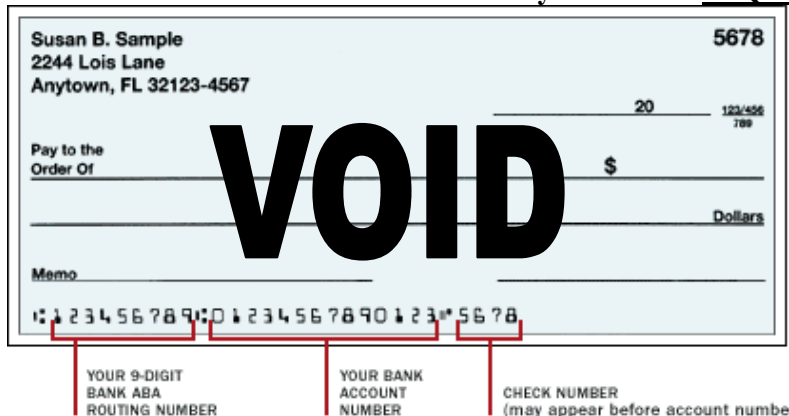 Susan B. Sample 5678
2244 Lois Lane
Anytown, FL 32123-4567
20 123/456
789
Pay to the
Order Of $
VOID
Dollars
Memo
⑆123456789⑆01234567890123⑈5678
YOUR 9-DIGIT
BANK ABA
ROUTING NUMBER
YOUR BANK
ACCOUNT
NUMBER
CHECK NUMBER
(may appear before account numbe